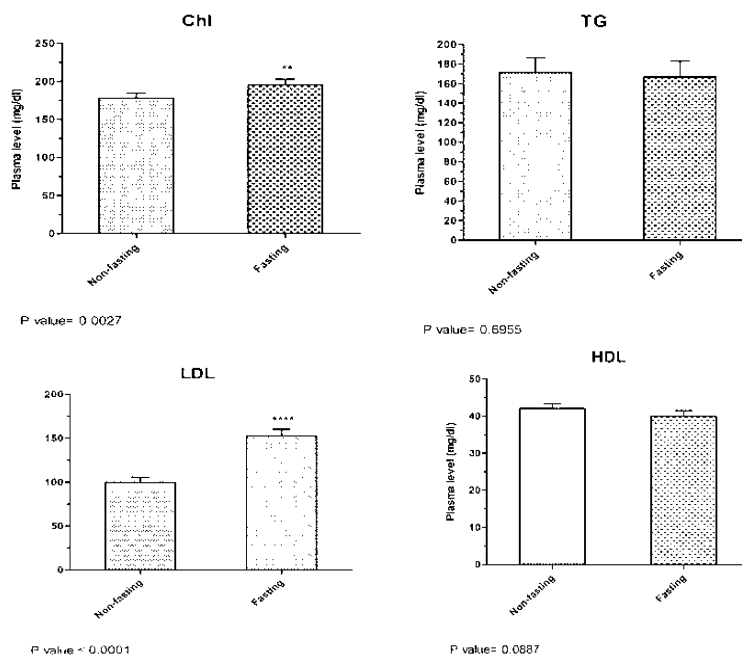 Chl
Plasma level (mg/dl)
250
200
150
100
50
0
**
Non-fasting
Fasting
P value= 0.0027
TG
Plasma level (mg/dl)
200
180
160
140
120
100
80
60
40
20
0
Non-fasting
Fasting
P value= 0.6955
LDL
200
150
100
50
0
****
Non-fasting
Fasting
P value < 0.0001
HDL
Plasma level (mg/dl)
50
40
30
20
10
0
Non-fasting
Fasting
P value= 0.0887